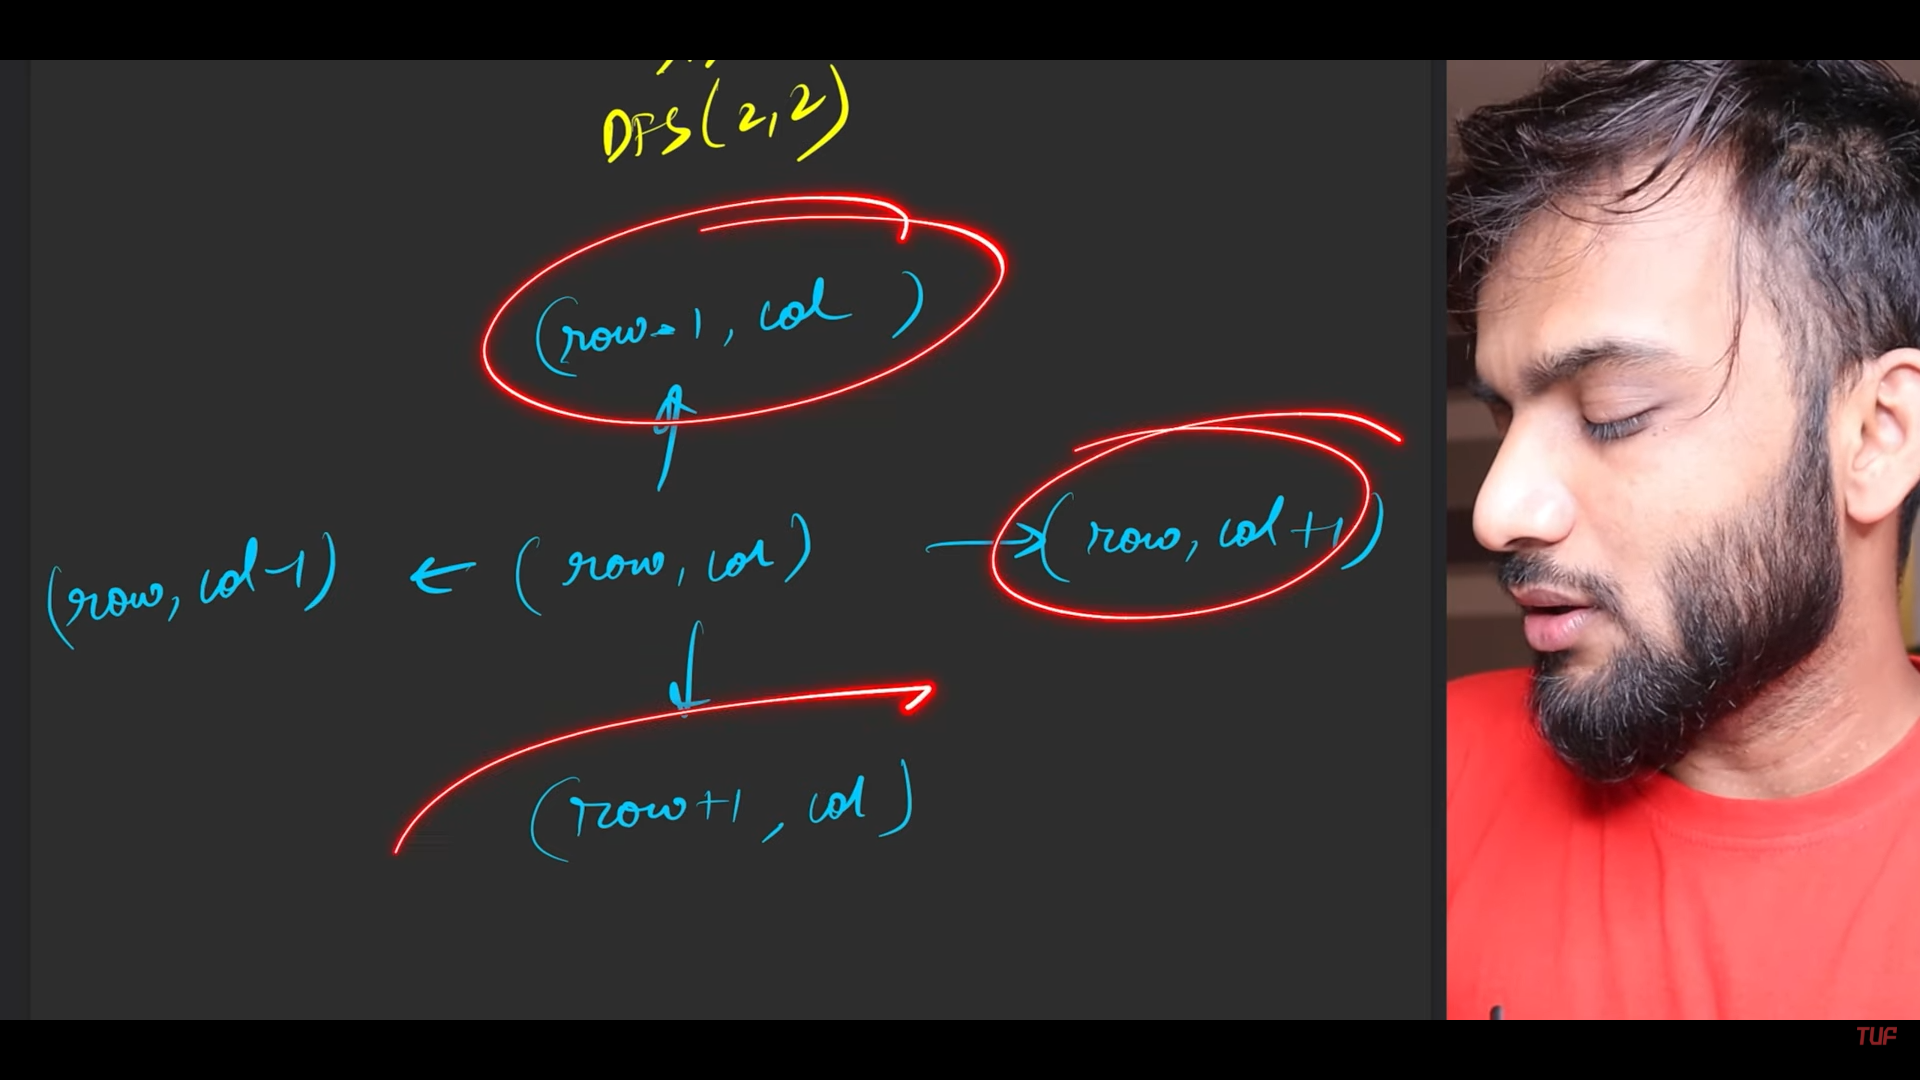 DFS(2,2)
(row-1, col)
(row, col-1) ← (row, col) → (row, col+1)
(row+1, col)
TUF